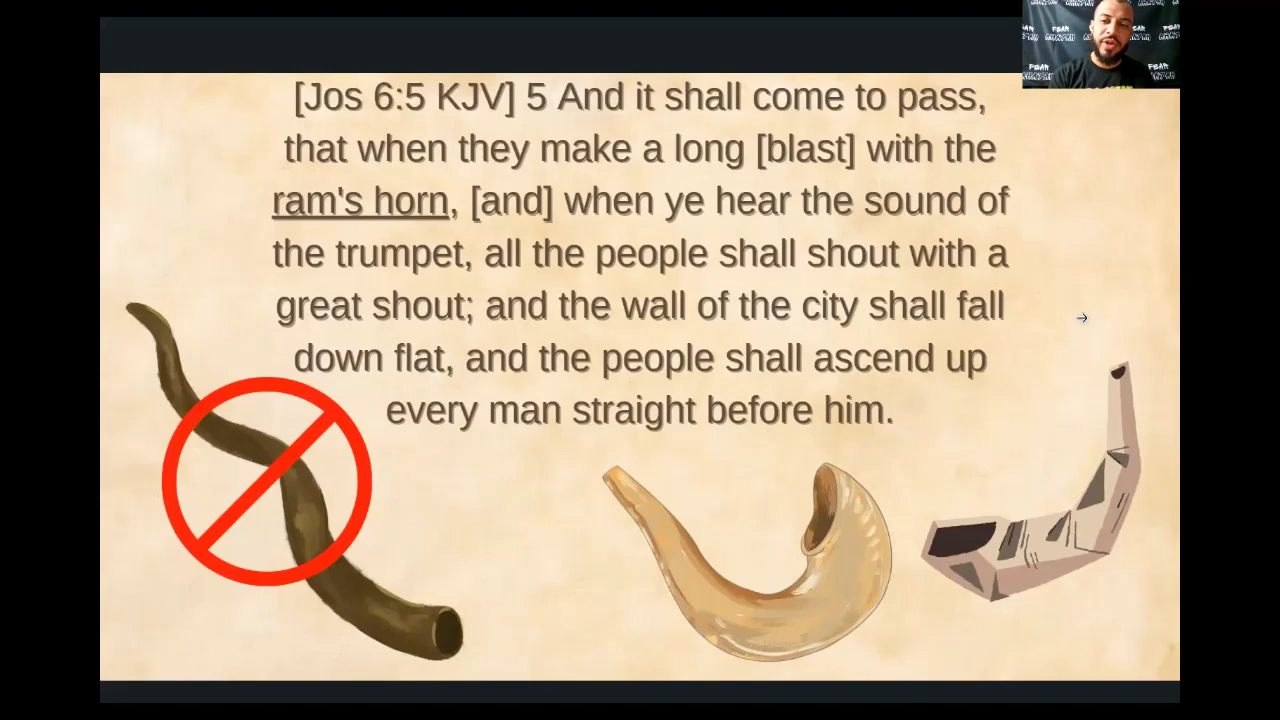 [Jos 6:5 KJV] 5 And it shall come to pass,
that when they make a long [blast] with the
ram's horn, [and] when ye hear the sound of
the trumpet, all the people shall shout with a
great shout; and the wall of the city shall fall
down flat, and the people shall ascend up
every man straight before him.